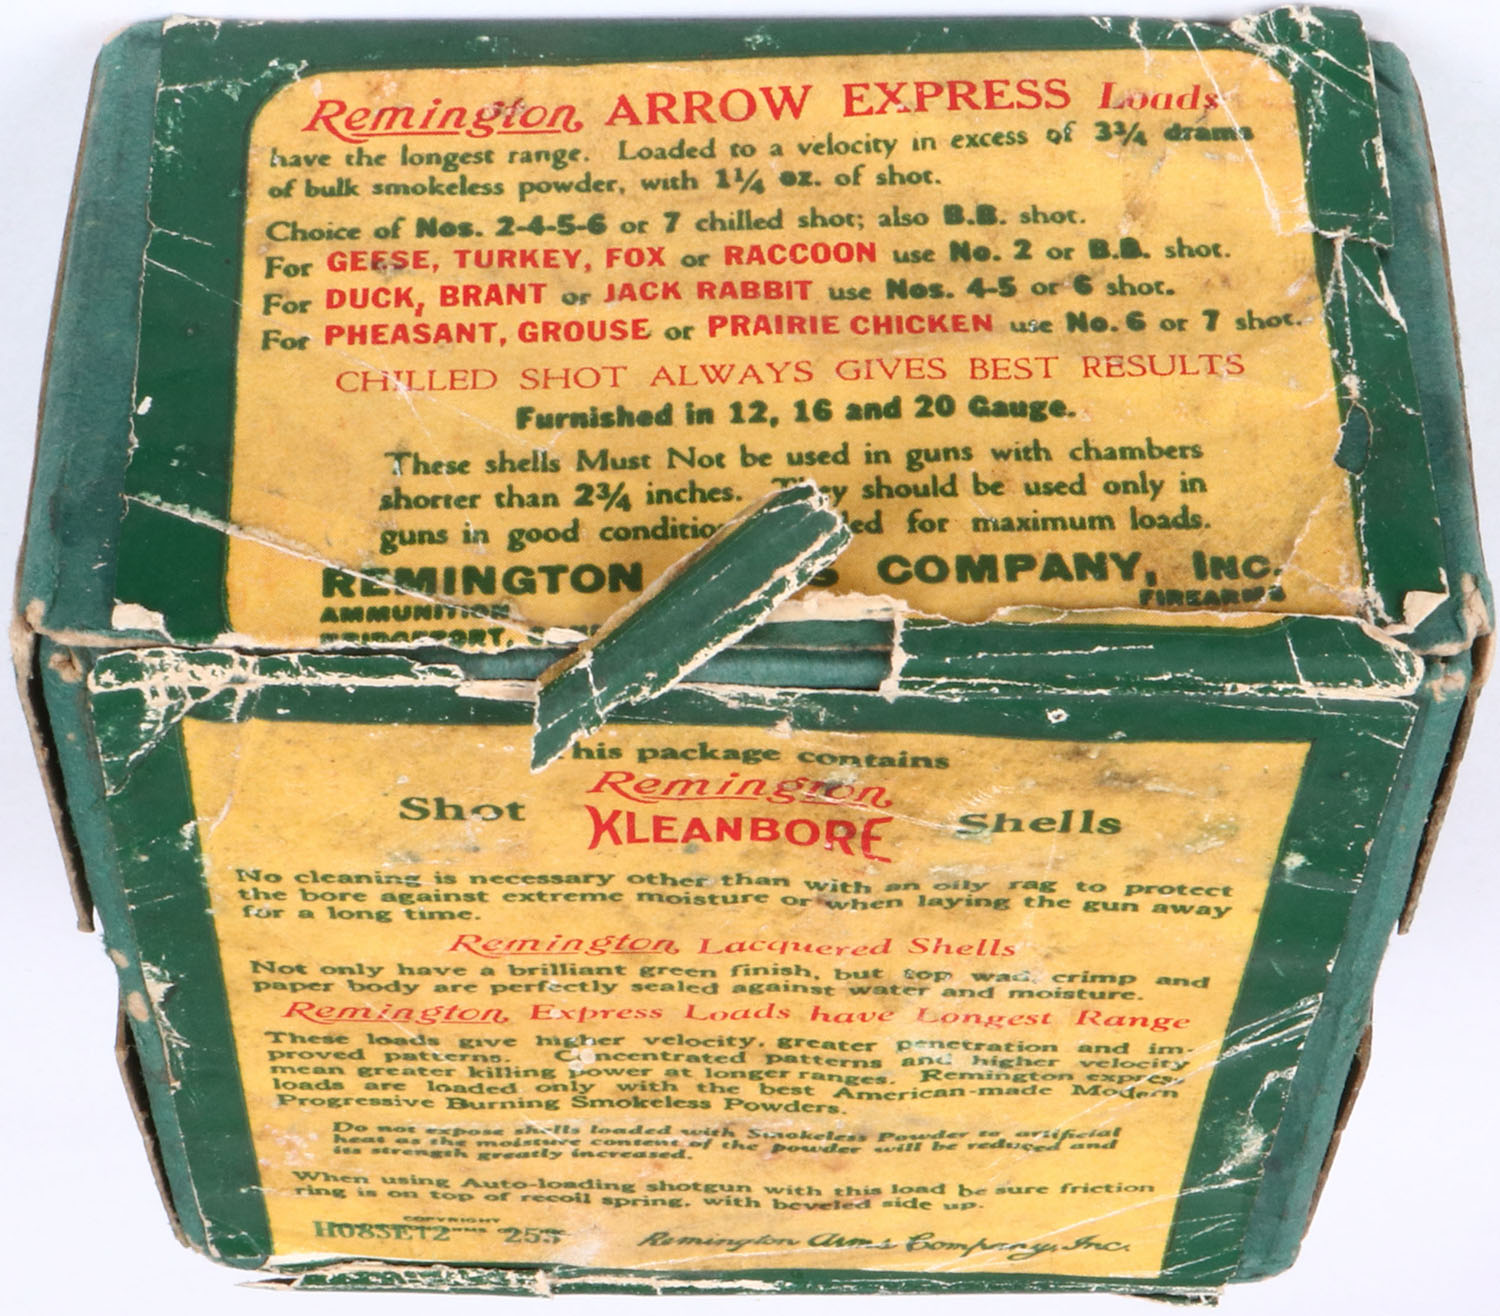 Remington ARROW EXPRESS Loads
have the longest range. Loaded to a velocity in excess of 3¾ drams
of bulk smokeless powder, with 1¼ oz. of shot.
Choice of Nos. 2-4-5-6 or 7 chilled shot; also B.B. shot.
For GEESE, TURKEY, FOX or RACCOON use No. 2 or B.B. shot.
For DUCK, BRANT or JACK RABBIT use Nos. 4-5 or 6 shot.
For PHEASANT, GROUSE or PRAIRIE CHICKEN use No. 6 or 7 shot.
CHILLED SHOT ALWAYS GIVES BEST RESULTS
Furnished in 12, 16 and 20 Gauge.
These shells Must Not be used in guns with chambers
shorter than 2¾ inches. They should be used only in
guns in good conditio led for maximum loads.
REMINGTON S COMPANY, INC.
AMMUNITION FIREARMS
BRIDGEPORT,
his package contains
Remington
Shot KLEANBORE Shells
No cleaning is necessary other than with an oily rag to protect
the bore against extreme moisture or when laying the gun away
for a long time.
Remington Lacquered Shells
Not only have a brilliant green finish, but top wad, crimp and
paper body are perfectly sealed against water and moisture.
Remington Express Loads have Longest Range
These loads give higher velocity, greater penetration and im-
proved patterns. Concentrated patterns and higher velocity
mean greater killing power at longer ranges. Remington express
loads are loaded only with the best American-made Modern
Progressive Burning Smokeless Powders.
Do not expose shells loaded with Smokeless Powder to artificial
heat as the moisture content of the powder will be reduced and
its strength greatly increased.
When using Auto-loading shotgun with this load be sure friction
ring is on top of recoil spring, with beveled side up.
COPYRIGHT
H08SE12 255 Remington Arms Company, Inc.